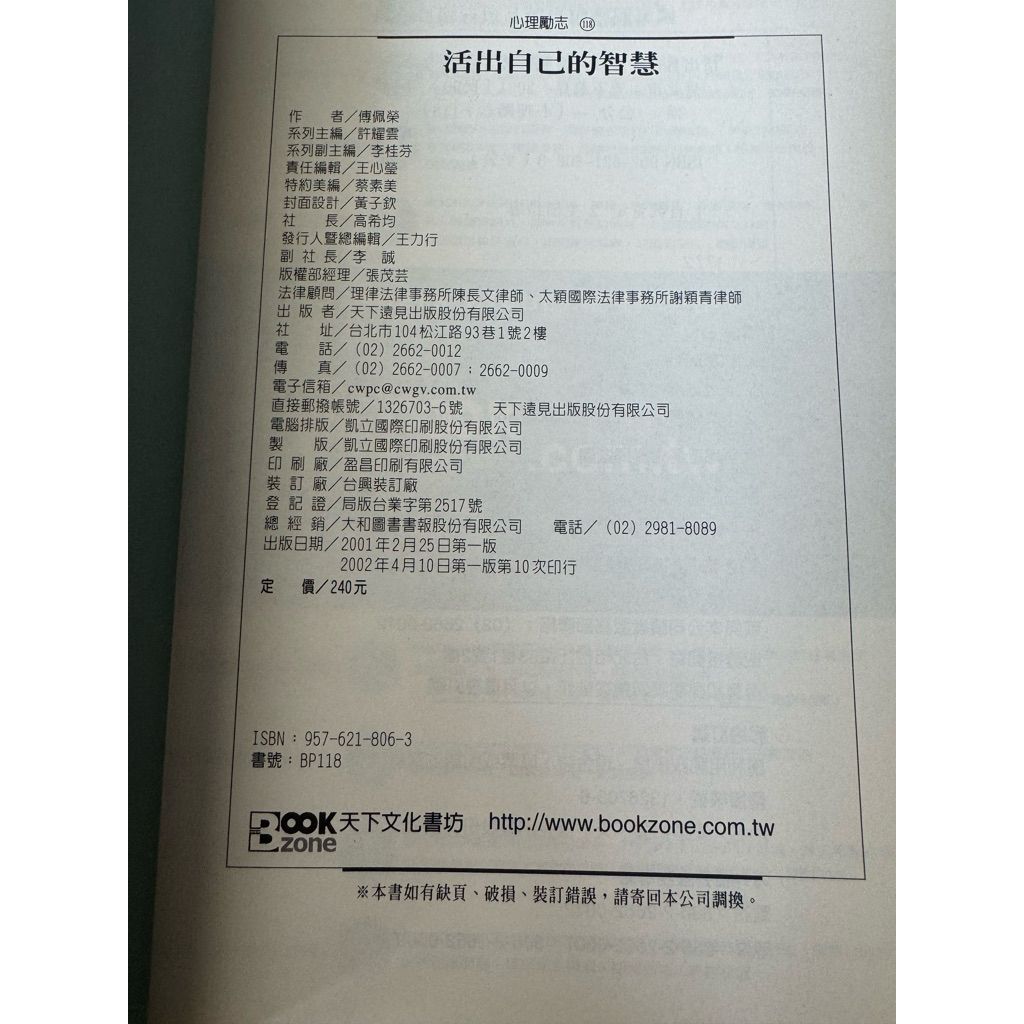 心理勵志 118
活出自己的智慧
作　者／傅佩榮
系列主編／許耀雲
系列副主編／李桂芬
責任編輯／王心瑩
特約美編／蔡素美
封面設計／黃子欽
社　長／高希均
發行人暨總編輯／王力行
副 社 長／李　誠
版權部經理／張茂芸
法律顧問／理律法律事務所陳長文律師、太穎國際法律事務所謝穎青律師
出 版 者／天下遠見出版股份有限公司
社　址／台北市104松江路93巷1號2樓
電　話／（02）2662-0012
傳　真／（02）2662-0007；2662-0009
電子信箱／cwpc@cwgv.com.tw
直接郵撥帳號／1326703-6號　天下遠見出版股份有限公司
電腦排版／凱立國際印刷股份有限公司
製　版／凱立國際印刷股份有限公司
印 刷 廠／盈昌印刷有限公司
裝 訂 廠／台興裝訂廠
登 記 證／局版台業字第2517號
總 經 銷／大和圖書書報股份有限公司　電話／（02）2981-8089
出版日期／2001年2月25日第一版
2002年4月10日第一版第10次印行
定　價／240元
ISBN：957-621-806-3
書號：BP118
BOOK zone 天下文化書坊　http://www.bookzone.com.tw
※本書如有缺頁、破損、裝訂錯誤，請寄回本公司調換。